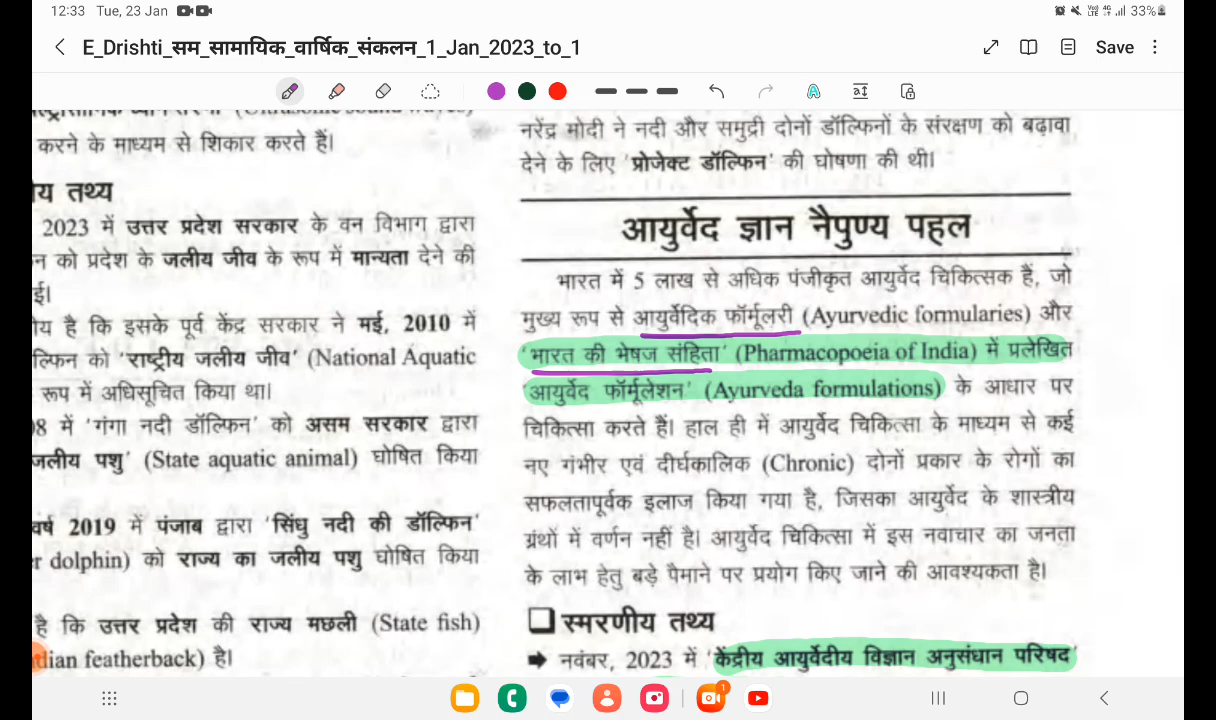 12:33 Tue, 23 Jan
33%
E_Drishti_सम_सामायिक_वार्षिक_संकलन_1_Jan_2023_to_1
Save
करने के माध्यम से शिकार करते हैं।
य तथ्य
2023 में उत्तर प्रदेश सरकार के वन विभाग द्वारा
न को प्रदेश के जलीय जीव के रूप में मान्यता देने की
ई।
य है कि इसके पूर्व केंद्र सरकार ने मई, 2010 में
ल्फिन को 'राष्ट्रीय जलीय जीव' (National Aquatic
रूप में अधिसूचित किया था।
08 में 'गंगा नदी डॉल्फिन' को असम सरकार द्वारा
जलीय पशु' (State aquatic animal) घोषित किया
वर्ष 2019 में पंजाब द्वारा 'सिंधु नदी की डॉल्फिन'
r dolphin) को राज्य का जलीय पशु घोषित किया
है कि उत्तर प्रदेश की राज्य मछली (State fish)
dian featherback) है।
नरेंद्र मोदी ने नदी और समुद्री दोनों डॉल्फिनों के संरक्षण को बढ़ावा
देने के लिए 'प्रोजेक्ट डॉल्फिन' की घोषणा की थी।
आयुर्वेद ज्ञान नैपुण्य पहल
भारत में 5 लाख से अधिक पंजीकृत आयुर्वेद चिकित्सक हैं, जो
मुख्य रूप से आयुर्वेदिक फॉर्मूलरी (Ayurvedic formularies) और
'भारत की भेषज संहिता' (Pharmacopoeia of India) में प्रलेखित
'आयुर्वेद फॉर्मूलेशन' (Ayurveda formulations) के आधार पर
चिकित्सा करते हैं। हाल ही में आयुर्वेद चिकित्सा के माध्यम से कई
नए गंभीर एवं दीर्घकालिक (Chronic) दोनों प्रकार के रोगों का
सफलतापूर्वक इलाज किया गया है, जिसका आयुर्वेद के शास्त्रीय
ग्रंथों में वर्णन नहीं है। आयुर्वेद चिकित्सा में इस नवाचार का जनता
के लाभ हेतु बड़े पैमाने पर प्रयोग किए जाने की आवश्यकता है।
स्मरणीय तथ्य
नवंबर, 2023 में 'केंद्रीय आयुर्वेदीय विज्ञान अनुसंधान परिषद'